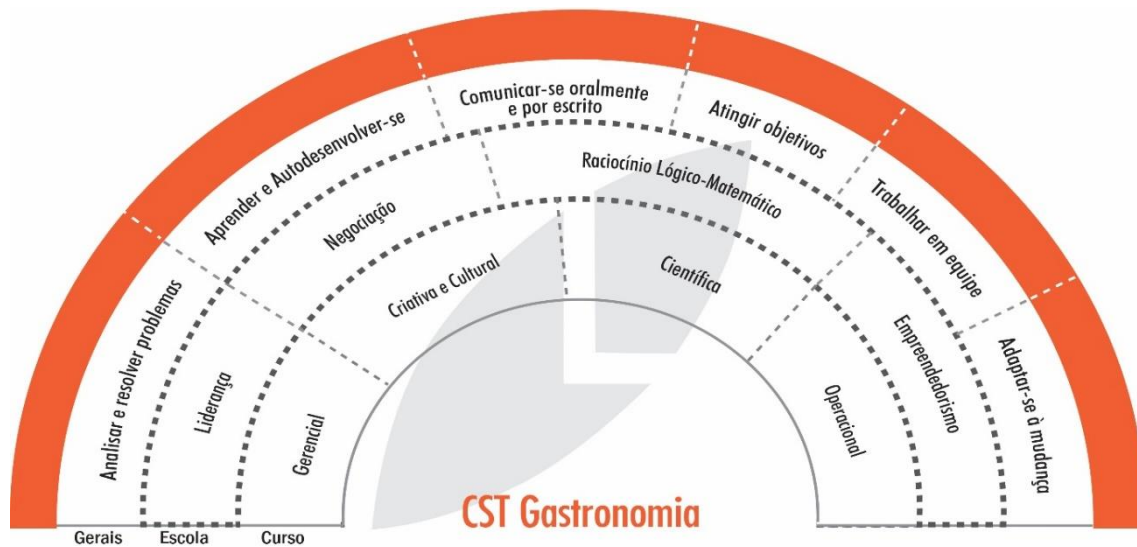 Analisar e resolver problemas
Aprender e Autodesenvolver-se
Comunicar-se oralmente
e por escrito
Atingir objetivos
Trabalhar em equipe
Adaptar-se à mudança
Liderança
Negociação
Raciocínio Lógico-Matemático
Empreendedorismo
Gerencial
Criativa e Cultural
Científica
Operacional
CST Gastronomia
Gerais
Escola
Curso